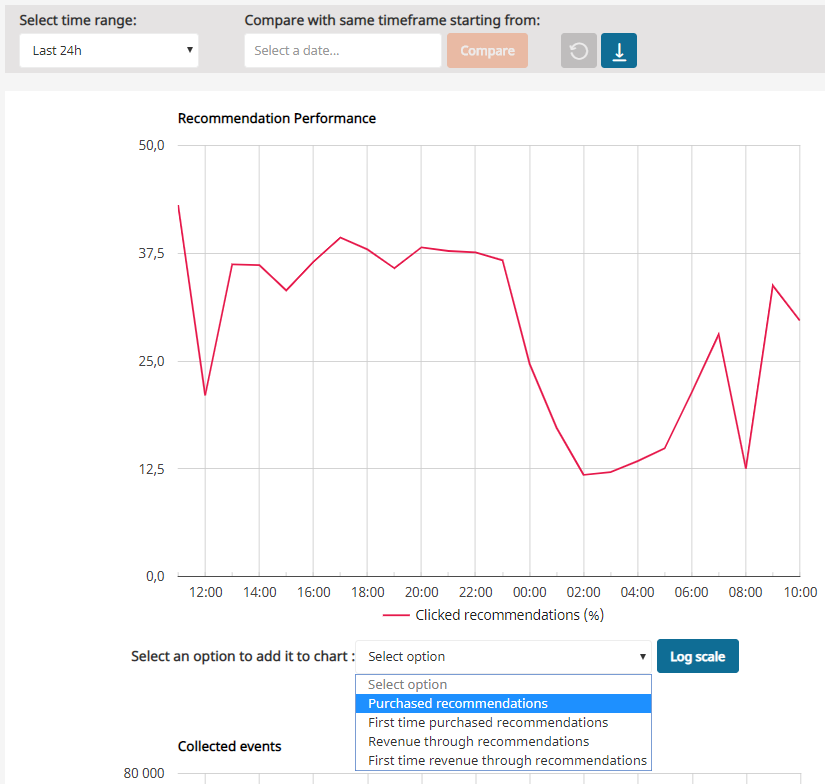 Select time range: Compare with same timeframe starting from:
Last 24h Select a date... Compare
Recommendation Performance
50,0
37,5
25,0
12,5
0,0
12:00 14:00 16:00 18:00 20:00 22:00 00:00 02:00 04:00 06:00 08:00 10:00
Clicked recommendations (%)
Select an option to add it to chart : Select option Log scale
Select option
Purchased recommendations
First time purchased recommendations
Revenue through recommendations
First time revenue through recommendations
Collected events
80 000